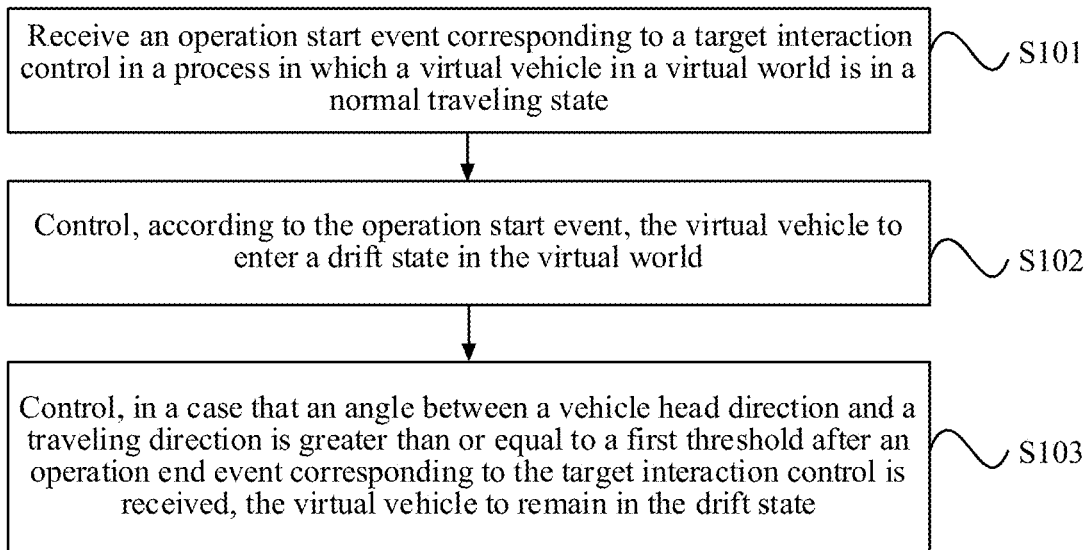 Receive an operation start event corresponding to a target interaction
control in a process in which a virtual vehicle in a virtual world is in a
normal traveling state
S101
Control, according to the operation start event, the virtual vehicle to
enter a drift state in the virtual world
S102
Control, in a case that an angle between a vehicle head direction and a
traveling direction is greater than or equal to a first threshold after an
operation end event corresponding to the target interaction control is
received, the virtual vehicle to remain in the drift state
S103